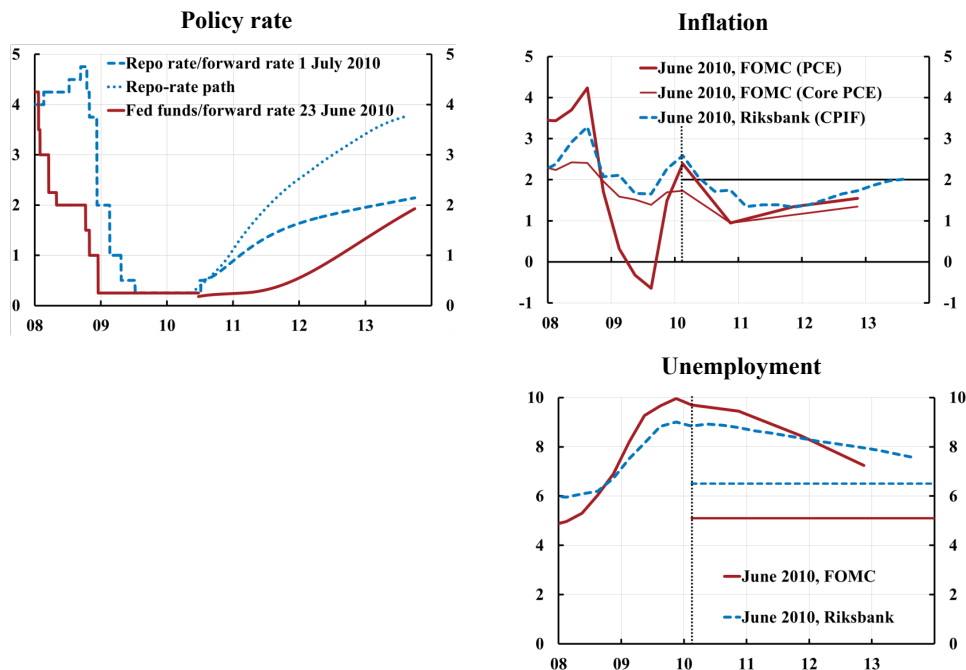 Policy rate
5 5
Repo rate/forward rate 1 July 2010
Repo-rate path
Fed funds/forward rate 23 June 2010
4 4
3 3
2 2
1 1
0 0
08 09 10 11 12 13
Inflation
5 5
June 2010, FOMC (PCE)
June 2010, FOMC (Core PCE)
June 2010, Riksbank (CPIF)
4 4
3 3
2 2
1 1
0 0
-1 -1
08 09 10 11 12 13
Unemployment
10 10
8 8
6 6
4 4
June 2010, FOMC
2 2
June 2010, Riksbank
0 0
08 09 10 11 12 13